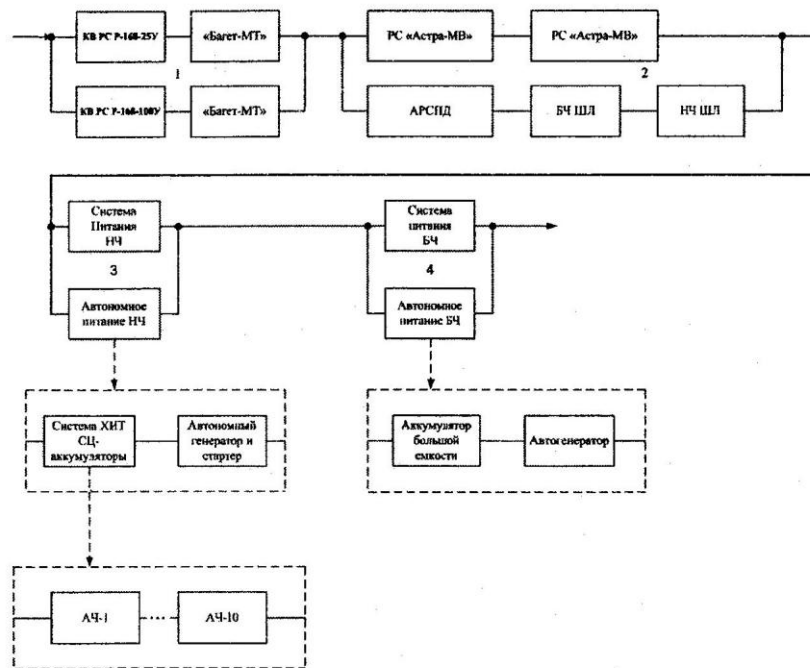 КВ РС Р-168-25У
«Багет-МТ»
РС «Астра-МВ»
РС «Астра-МВ»
1
2
КВ РС Р-168-100У
«Багет-МТ»
АРСПД
БЧ ШЛ
НЧ ШЛ
Система
Питания
НЧ
Система
питания
БЧ
3
4
Автономное
питание НЧ
Автономное
питание БЧ
Система ХИТ
СЦ-
аккумуляторы
Автономный
генератор и
стартер
Аккумулятор
большой
емкости
Автогенератор
АЧ-1
...
АЧ-10